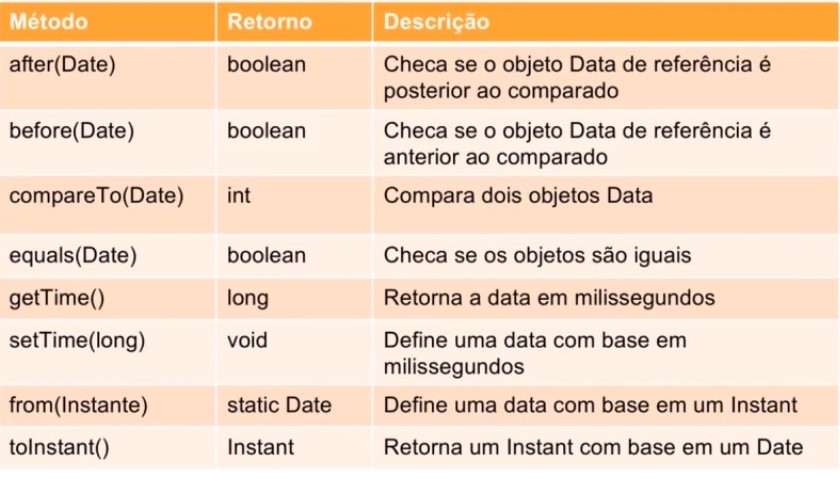 Método Retorno Descrição
after(Date) boolean Checa se o objeto Data de referência é
posterior ao comparado
before(Date) boolean Checa se o objeto Data de referência é
anterior ao comparado
compareTo(Date) int Compara dois objetos Data
equals(Date) boolean Checa se os objetos são iguais
getTime() long Retorna a data em milissegundos
setTime(long) void Define uma data com base em
milissegundos
from(Instante) static Date Define uma data com base em um Instant
toInstant() Instant Retorna um Instant com base em um Date